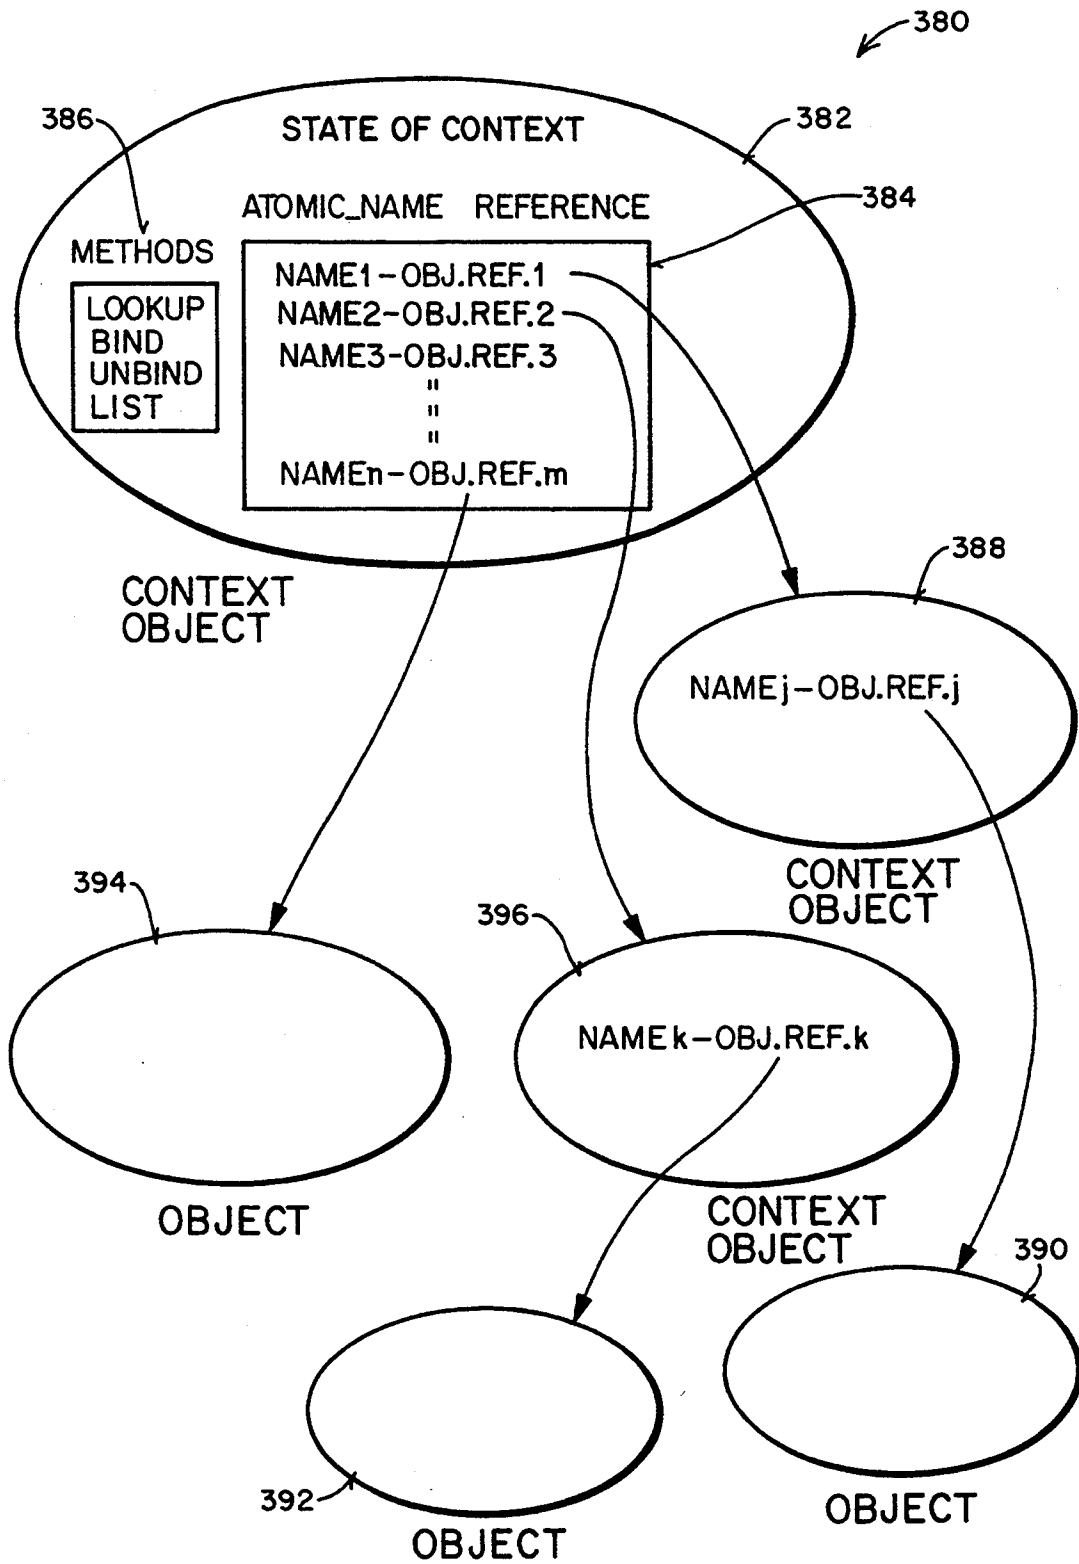 380
386
STATE OF CONTEXT
382
ATOMIC_NAME REFERENCE
384
METHODS
LOOKUP
BIND
UNBIND
LIST
NAME1-OBJ.REF.1
NAME2-OBJ.REF.2
NAME3-OBJ.REF.3
"
"
"
NAMEn-OBJ.REF.m
CONTEXT
OBJECT
388
NAMEj-OBJ.REF.j
CONTEXT
OBJECT
394
396
NAMEk-OBJ.REF.k
OBJECT
CONTEXT
OBJECT
390
392
OBJECT
OBJECT